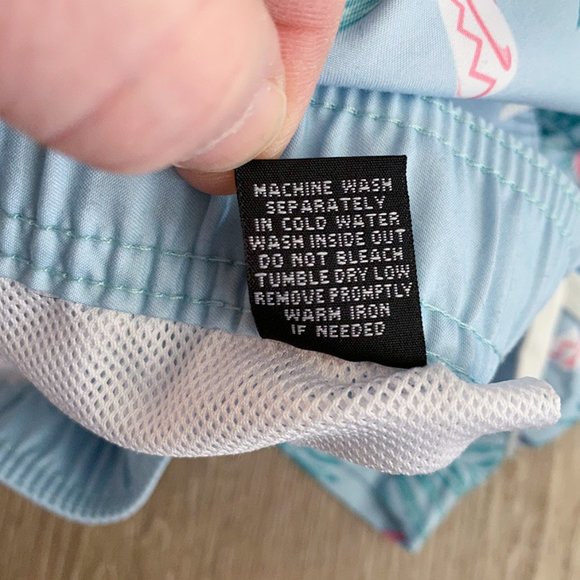 MACHINE WASH
SEPARATELY
IN COLD WATER
WASH INSIDE OUT
DO NOT BLEACH
TUMBLE DRY LOW
REMOVE PROMPTLY
WARM IRON
IF NEEDED